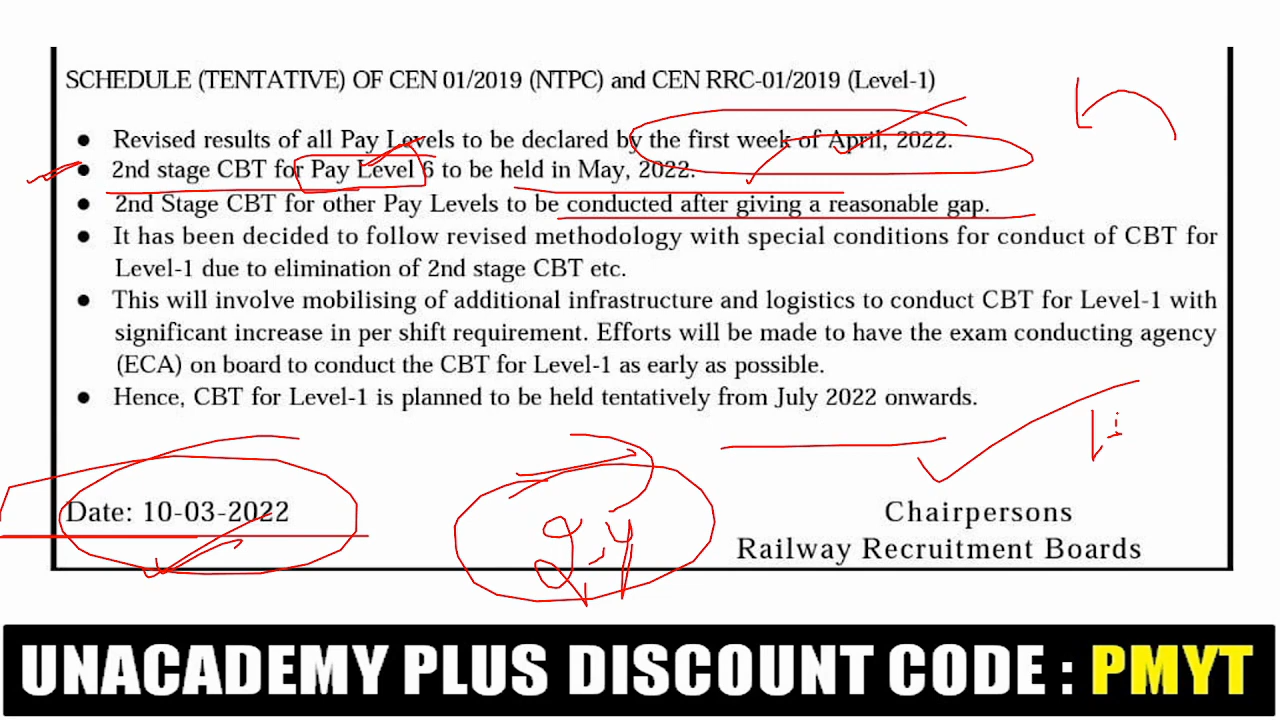 SCHEDULE (TENTATIVE) OF CEN 01/2019 (NTPC) and CEN RRC-01/2019 (Level-1)
● Revised results of all Pay Levels to be declared by the first week of April, 2022.
● 2nd stage CBT for Pay Level 6 to be held in May, 2022.
● 2nd Stage CBT for other Pay Levels to be conducted after giving a reasonable gap.
● It has been decided to follow revised methodology with special conditions for conduct of CBT for
Level-1 due to elimination of 2nd stage CBT etc.
● This will involve mobilising of additional infrastructure and logistics to conduct CBT for Level-1 with
significant increase in per shift requirement. Efforts will be made to have the exam conducting agency
(ECA) on board to conduct the CBT for Level-1 as early as possible.
● Hence, CBT for Level-1 is planned to be held tentatively from July 2022 onwards.
Date: 10-03-2022
Chairpersons
Railway Recruitment Boards
UNACADEMY PLUS DISCOUNT CODE : PMYT